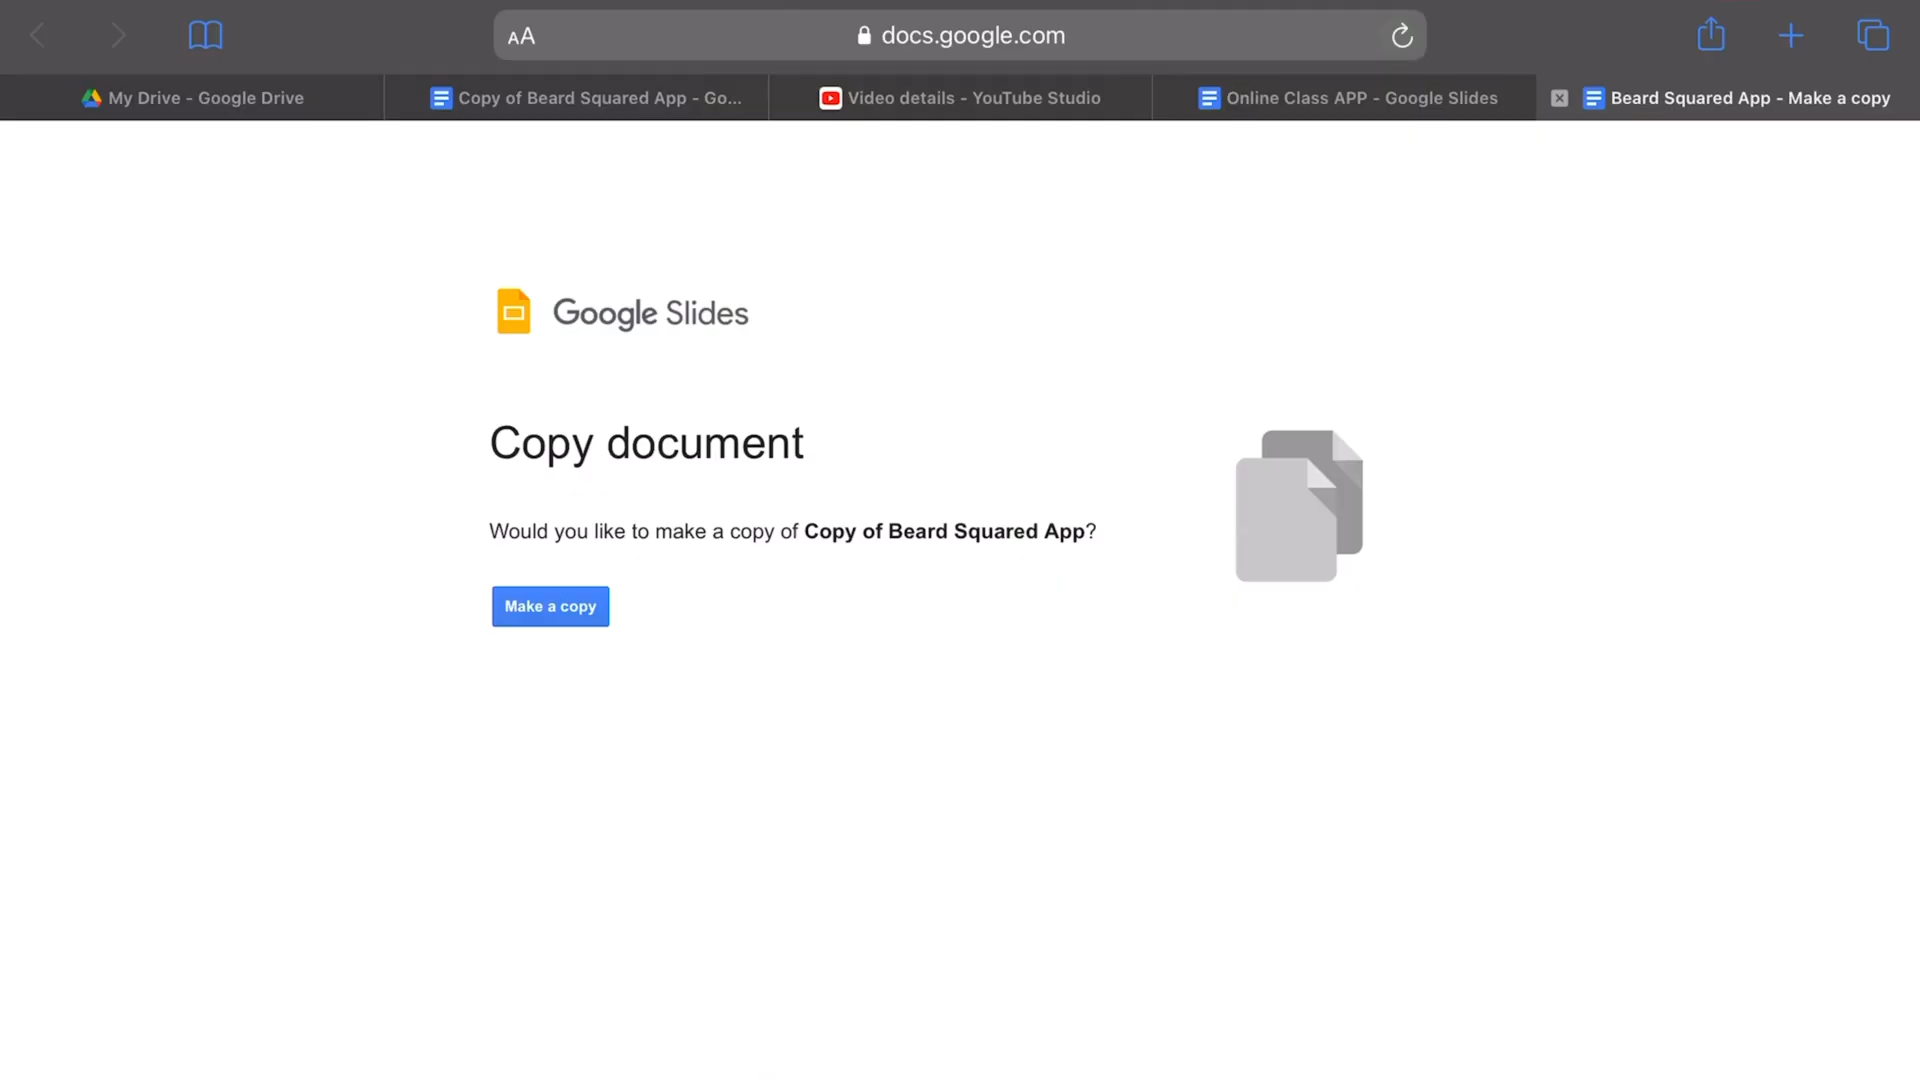 AA
docs.google.com
My Drive - Google Drive
Copy of Beard Squared App - Go...
Video details - YouTube Studio
Online Class APP - Google Slides
Beard Squared App - Make a copy
Google Slides
Copy document
Would you like to make a copy of Copy of Beard Squared App?
Make a copy